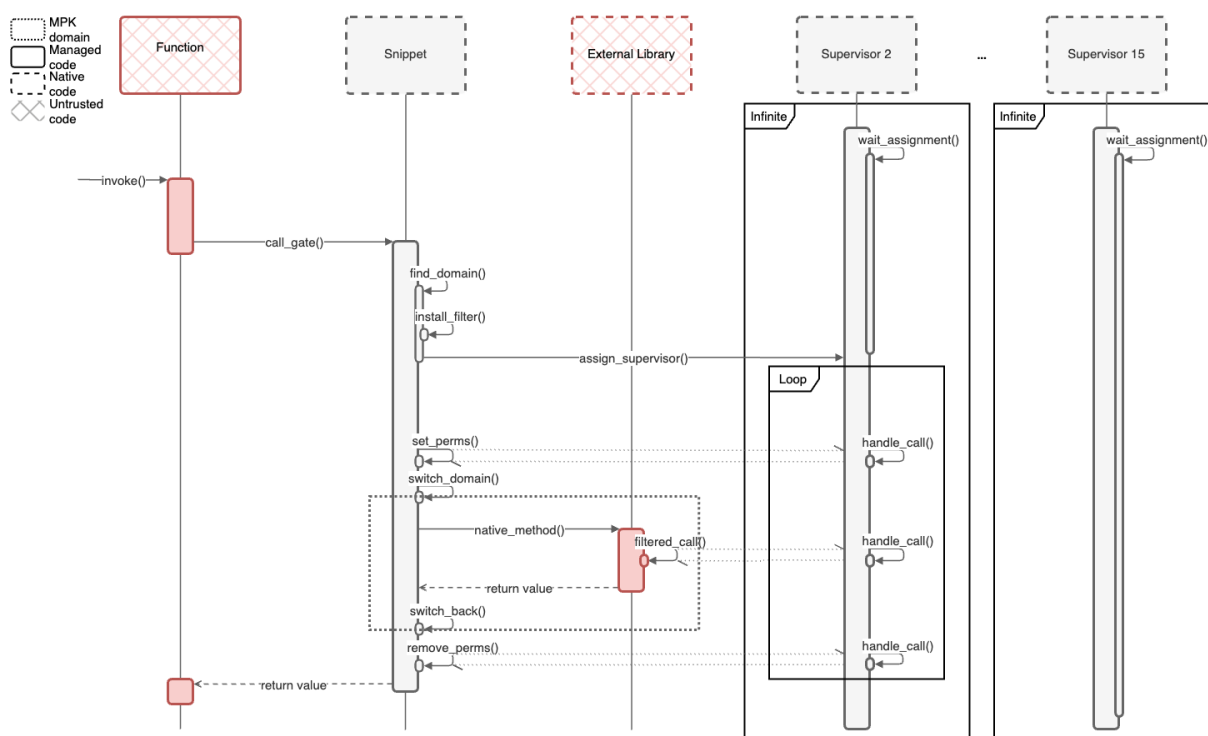 MPK
domain
Managed
code
Native
code
Untrusted
code
Function
Snippet
External Library
Supervisor 2
...
Supervisor 15
Infinite
Infinite
wait_assignment()
wait_assignment()
invoke()
call_gate()
find_domain()
install_filter()
assign_supervisor()
Loop
set_perms()
handle_call()
switch_domain()
native_method()
filtered_call()
handle_call()
return value
switch_back()
remove_perms()
handle_call()
return value